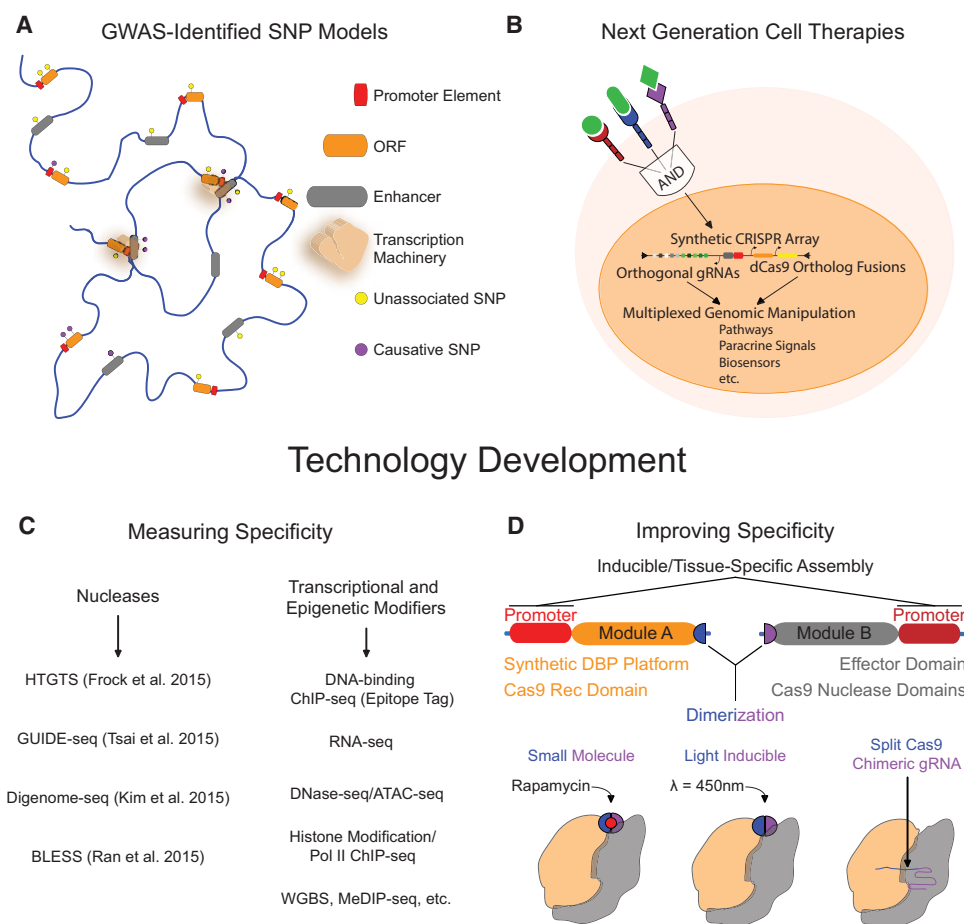 A
GWAS-Identified SNP Models
Promoter Element
ORF
Enhancer
Transcription
Machinery
Unassociated SNP
Causative SNP
B
Next Generation Cell Therapies
AND
Synthetic CRISPR Array
Orthogonal gRNAs
dCas9 Ortholog Fusions
Multiplexed Genomic Manipulation
Pathways
Paracrine Signals
Biosensors
etc.
Technology Development
C
Measuring Specificity
Nucleases
HTGTS (Frock et al. 2015)
GUIDE-seq (Tsai et al. 2015)
Digenome-seq (Kim et al. 2015)
BLESS (Ran et al. 2015)
Transcriptional and
Epigenetic Modifiers
DNA-binding
ChIP-seq (Epitope Tag)
RNA-seq
DNase-seq/ATAC-seq
Histone Modification/
Pol II ChIP-seq
WGBS, MeDIP-seq, etc.
D
Improving Specificity
Inducible/Tissue-Specific Assembly
Promoter
Module A
Module B
Promoter
Synthetic DBP Platform
Cas9 Rec Domain
Effector Domain
Cas9 Nuclease Domains
Dimerization
Small Molecule
Rapamycin
Light Inducible
λ = 450nm
Split Cas9
Chimeric gRNA